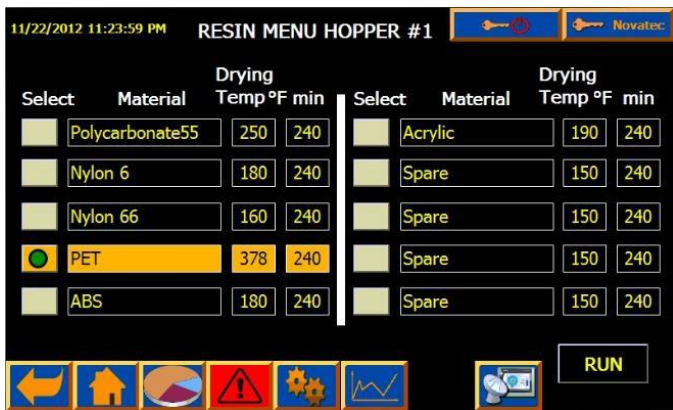 11/22/2012 11:23:59 PM RESIN MENU HOPPER #1 Novatec
Drying Drying
Select Material Temp ºF min Select Material Temp ºF min
Polycarbonate55 250 240 Acrylic 190 240
Nylon 6 180 240 Spare 150 240
Nylon 66 160 240 Spare 150 240
PET 378 240 Spare 150 240
ABS 180 240 Spare 150 240
RUN